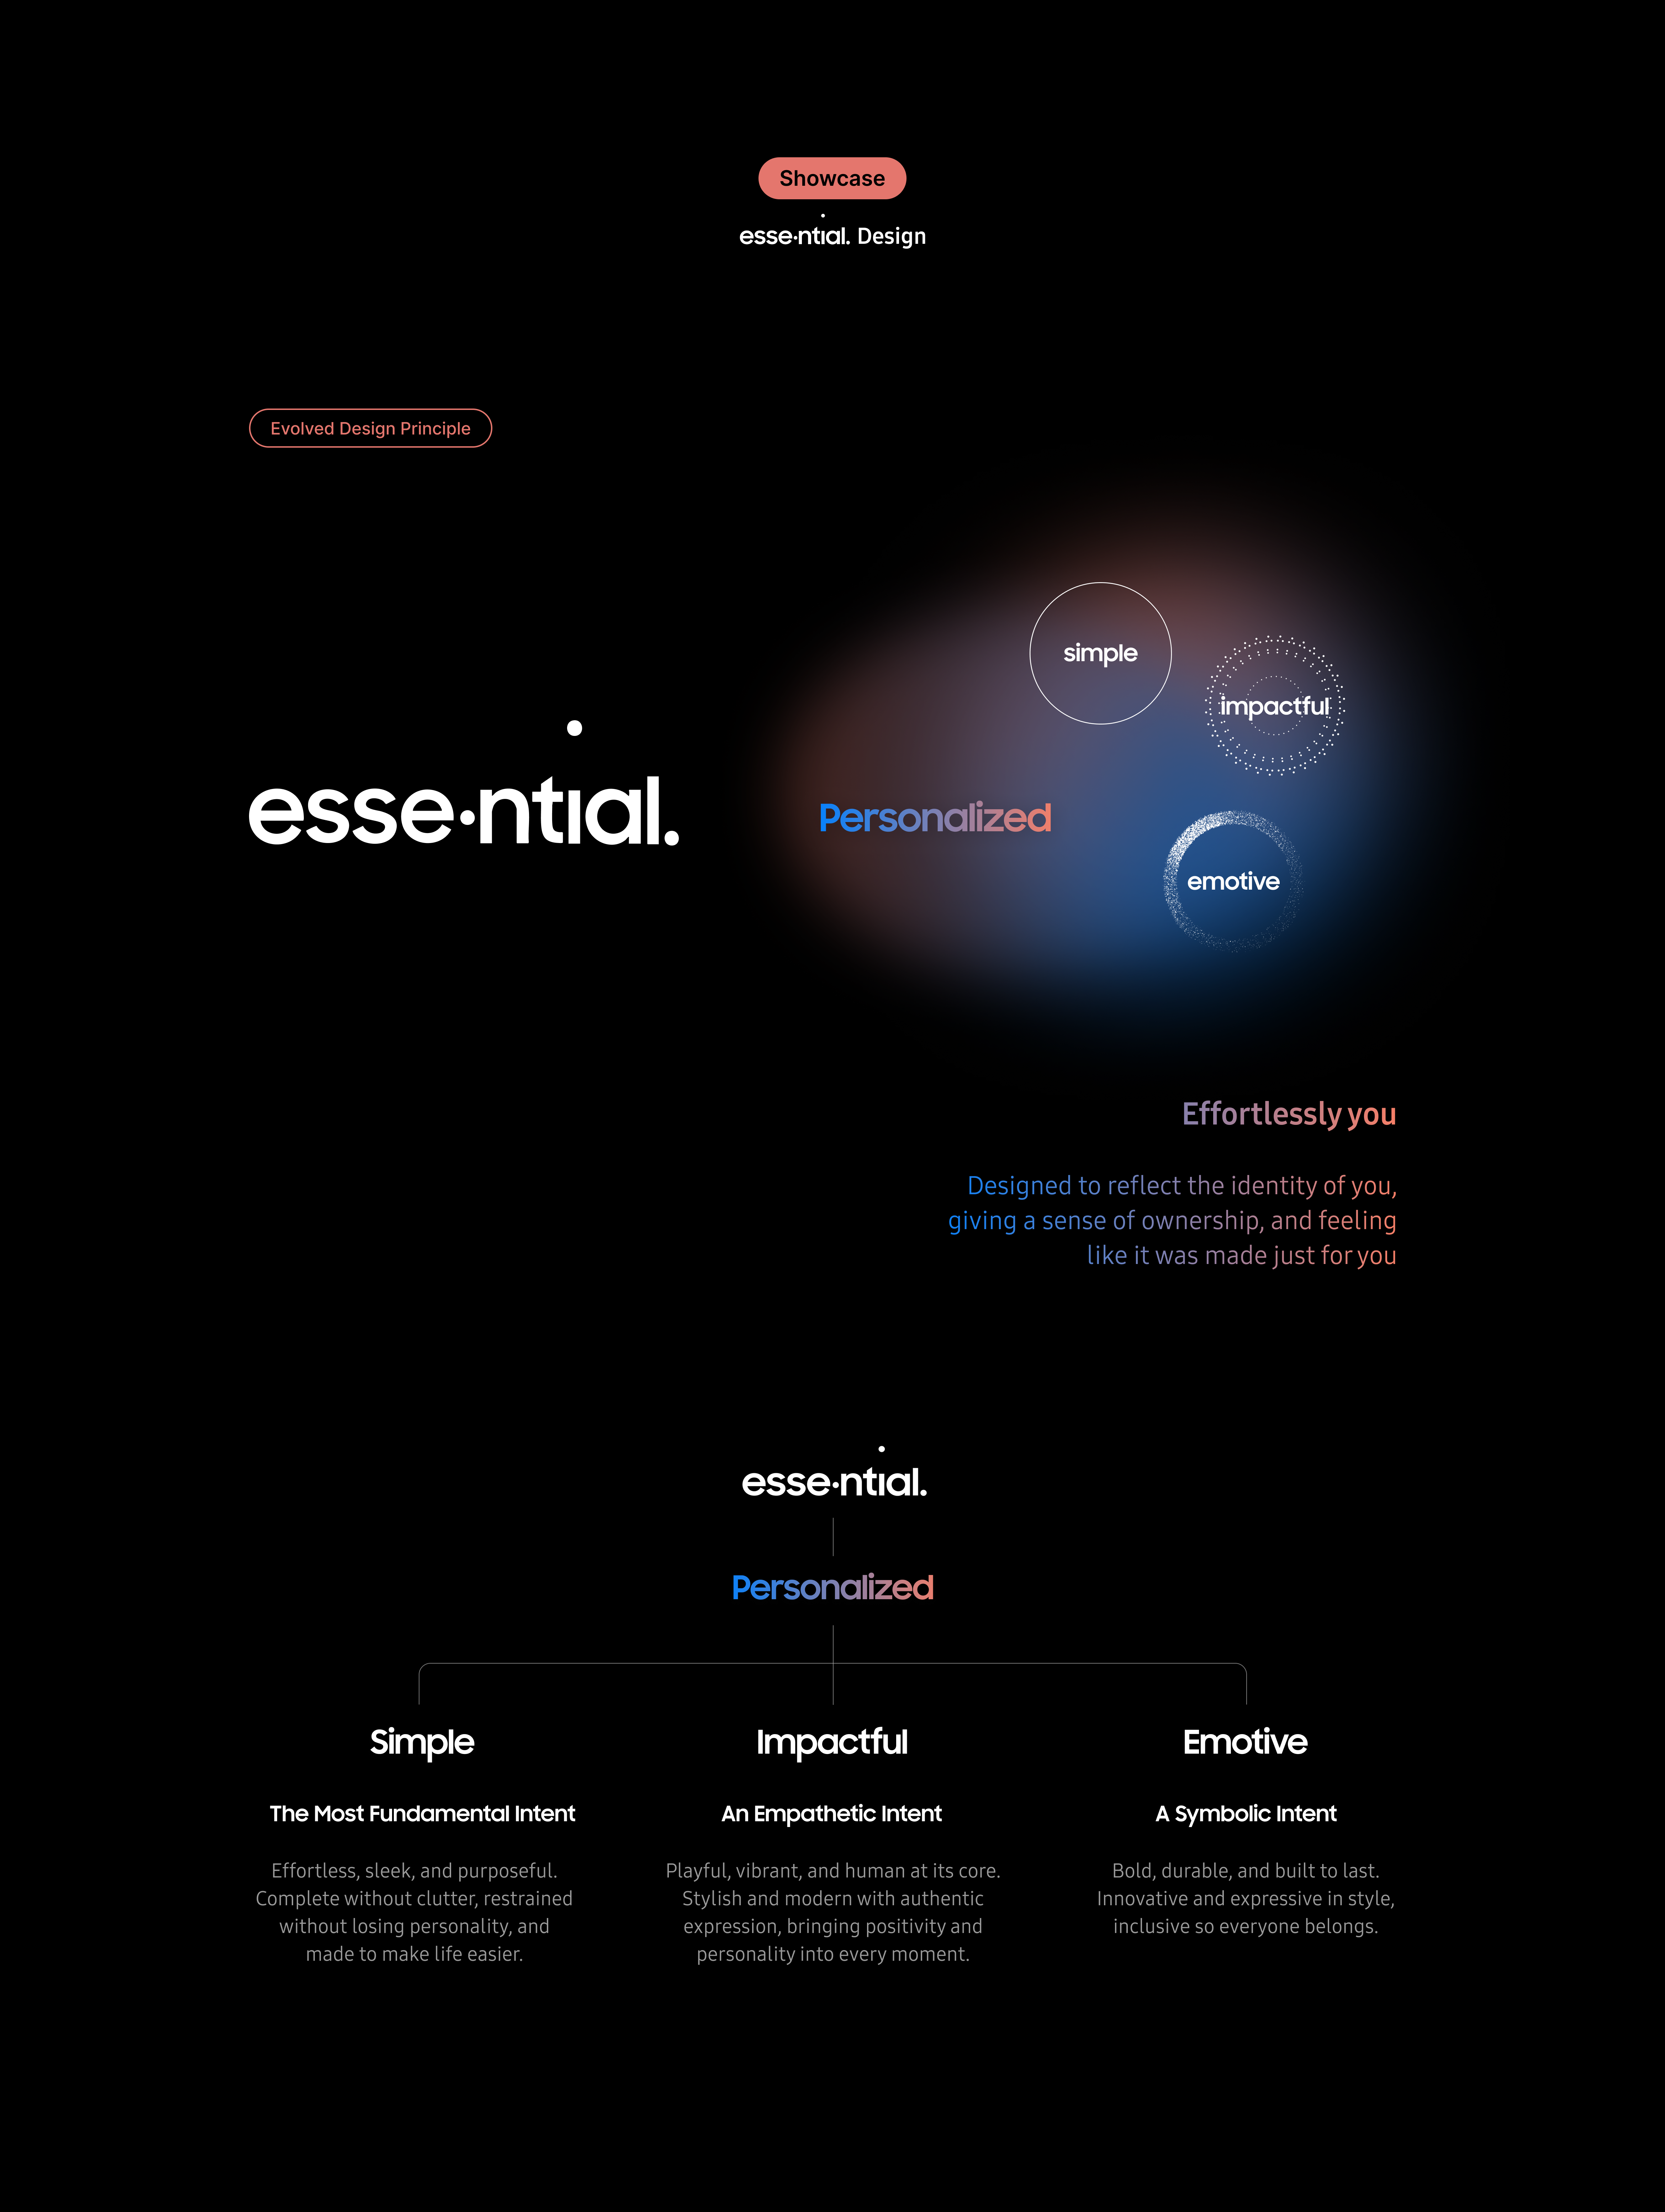 Showcase
esse·ntial. Design
Evolved Design Principle
simple
impactful
esse·ntial.
Personalized
emotive
Effortlessly you
Designed to reflect the identity of you,
giving a sense of ownership, and feeling
like it was made just for you
esse·ntial.
Personalized
Simple
Impactful
Emotive
The Most Fundamental Intent
An Empathetic Intent
A Symbolic Intent
Effortless, sleek, and purposeful.
Complete without clutter, restrained
without losing personality, and
made to make life easier.
Playful, vibrant, and human at its core.
Stylish and modern with authentic
expression, bringing positivity and
personality into every moment.
Bold, durable, and built to last.
Innovative and expressive in style,
inclusive so everyone belongs.